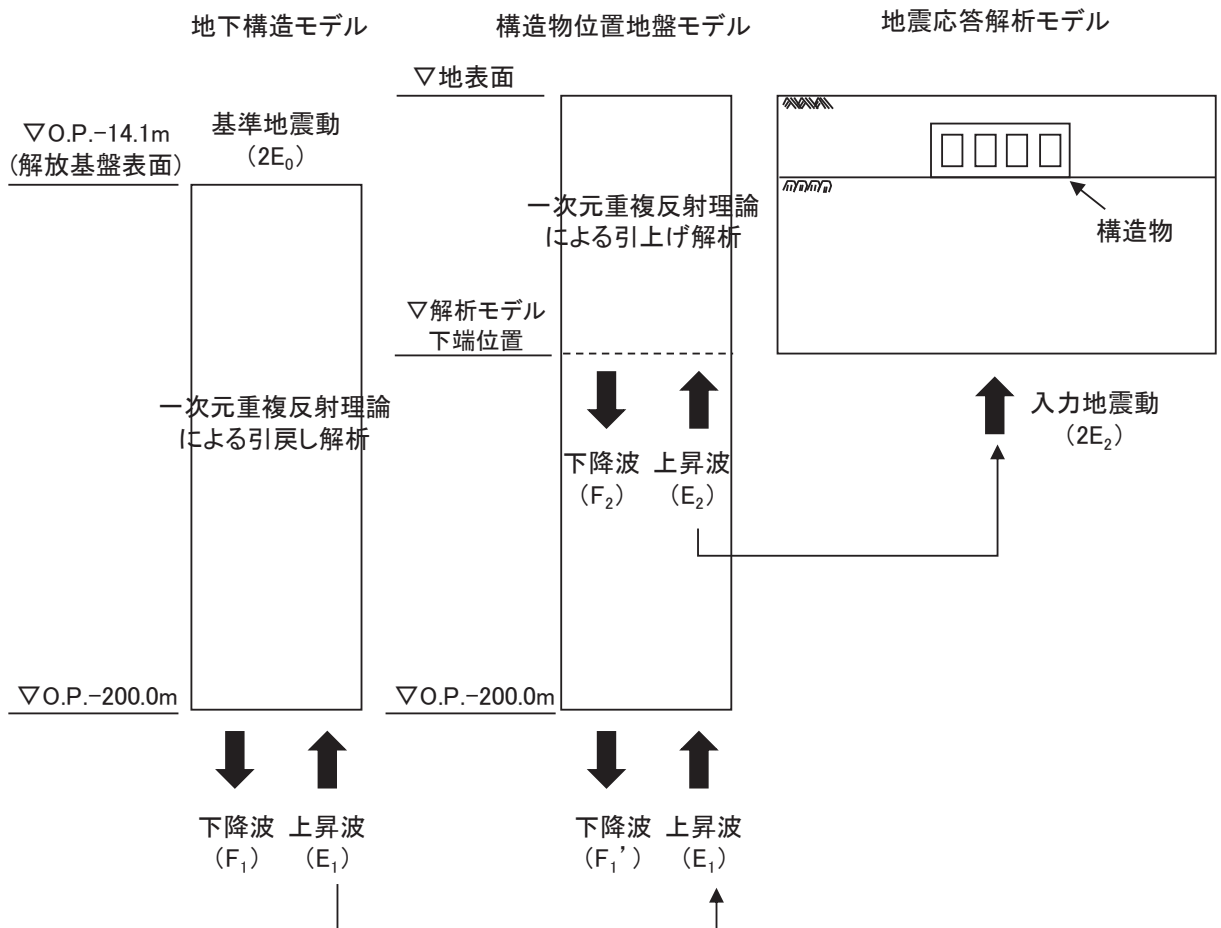 地下構造モデル
▽O.P.-14.1m
(解放基盤表面)
基準地震動
（2E₀）
一次元重複反射理論
による引戻し解析
▽O.P.-200.0m
下降波
（F₁）
上昇波
（E₁）
構造物位置地盤モデル
▽地表面
一次元重複反射理論
による引上げ解析
▽解析モデル
下端位置
下降波
（F₂）
上昇波
（E₂）
▽O.P.-200.0m
下降波
（F₁’）
上昇波
（E₁）
地震応答解析モデル
構造物
入力地震動
（2E₂）